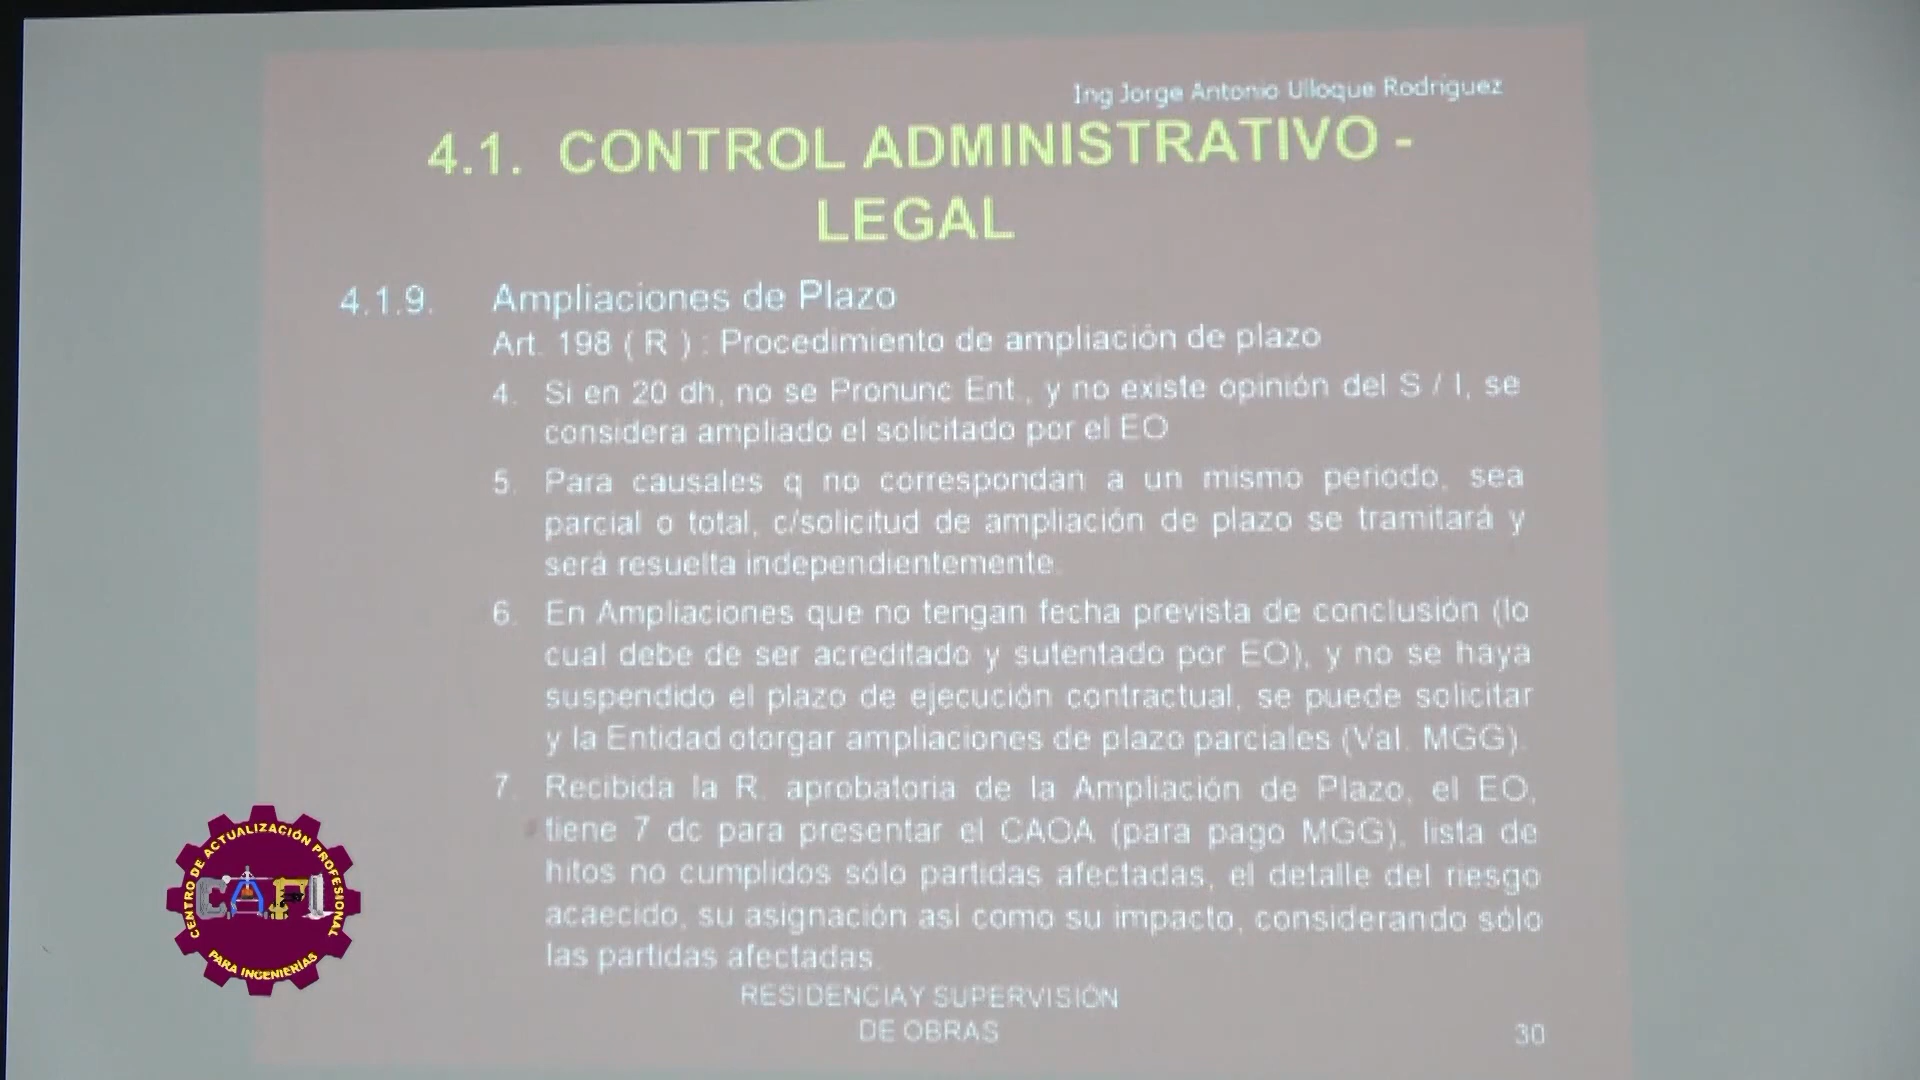 Ing Jorge Antonio Ulloque Rodriguez
4.1. CONTROL ADMINISTRATIVO -
LEGAL
4.1.9. Ampliaciones de Plazo
Art. 198 ( R ) : Procedimiento de ampliación de plazo
4. Si en 20 dh, no se Pronunc Ent., y no existe opinión del S / I, se
considera ampliado el solicitado por el EO
5. Para causales q no correspondan a un mismo periodo, sea
parcial o total, c/solicitud de ampliación de plazo se tramitará y
será resuelta independientemente.
6. En Ampliaciones que no tengan fecha prevista de conclusión (lo
cual debe de ser acreditado y sutentado por EO), y no se haya
suspendido el plazo de ejecución contractual, se puede solicitar
y la Entidad otorgar ampliaciones de plazo parciales (Val. MGG).
7. Recibida la R. aprobatoria de la Ampliación de Plazo, el EO,
tiene 7 dc para presentar el CAOA (para pago MGG), lista de
hitos no cumplidos sólo partidas afectadas, el detalle del riesgo
acaecido, su asignación así como su impacto, considerando sólo
las partidas afectadas.
RESIDENCIAY SUPERVISIÓN
DE OBRAS
30
CENTRO DE ACTUALIZACIÓN PROFESIONAL
CAPI
PARA INGENIERÍAS